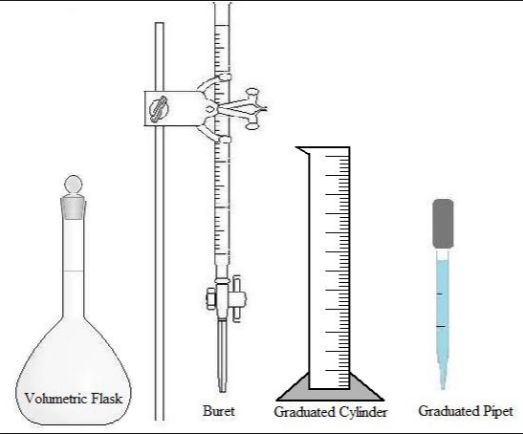 Volumetric Flask
Buret
Graduated Cylinder
Graduated Pipet